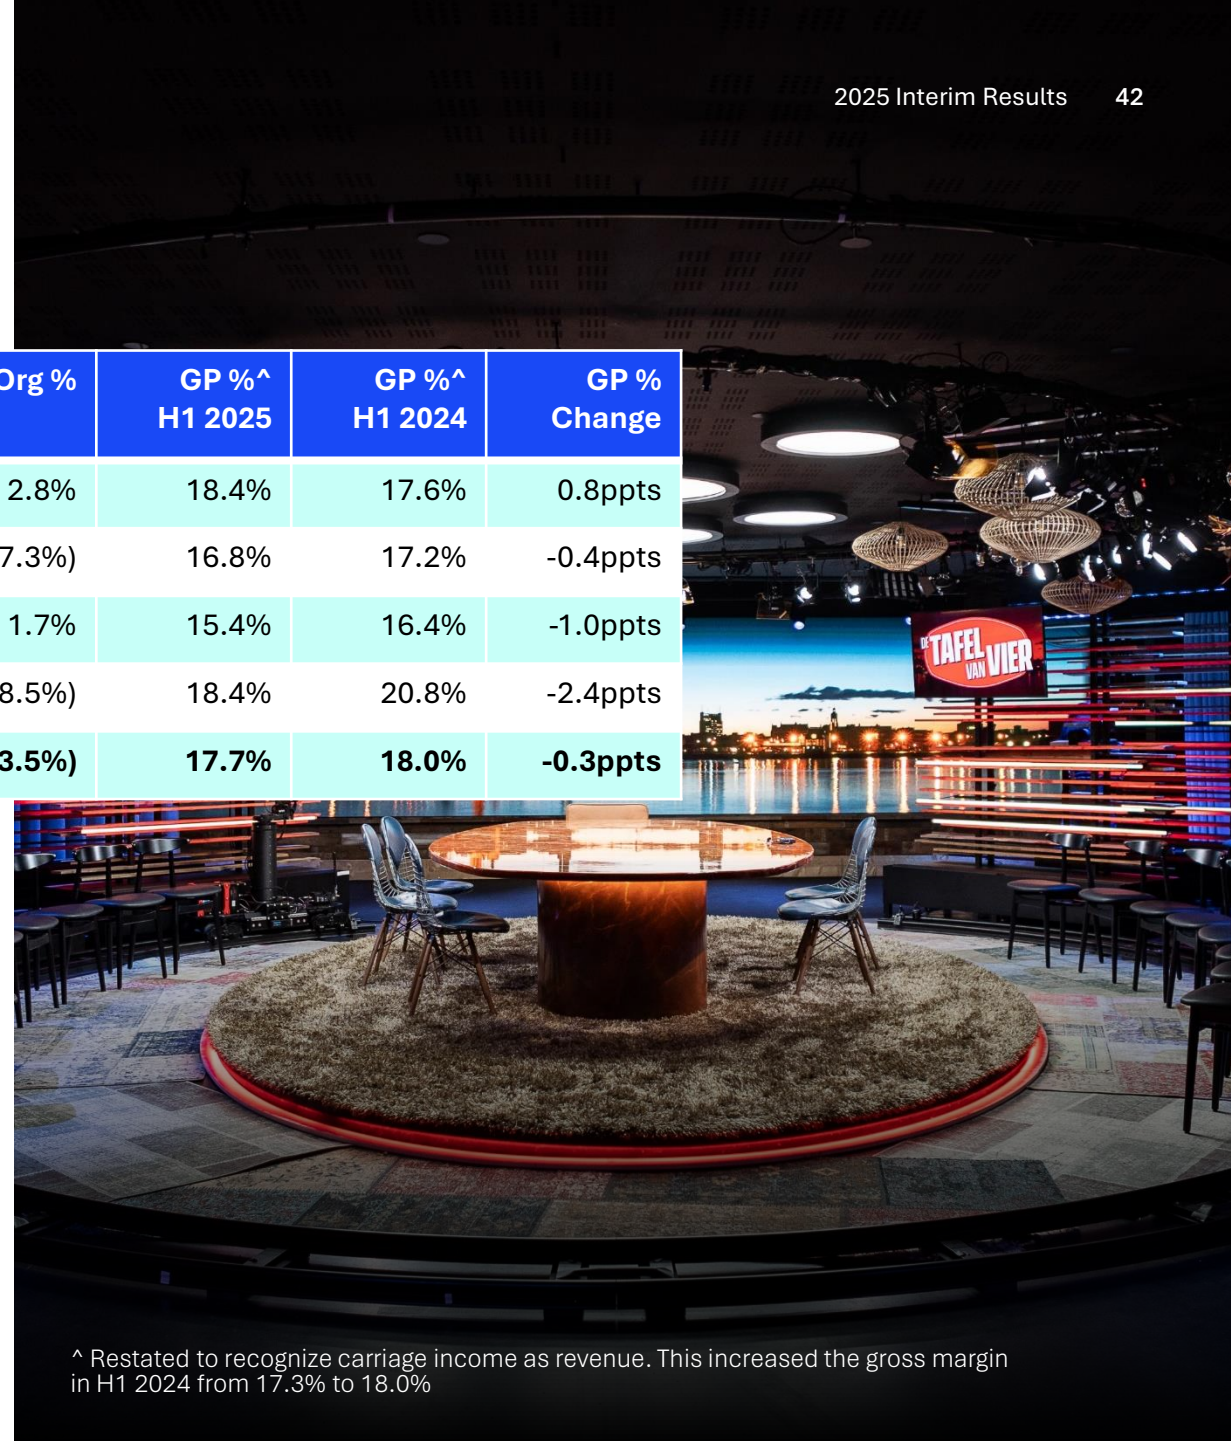 2025 Interim Results 42
Org % GP %^ GP %^ GP %
H1 2025 H1 2024 Change
2.8% 18.4% 17.6% 0.8ppts
7.3%) 16.8% 17.2% -0.4ppts
1.7% 15.4% 16.4% -1.0ppts
8.5%) 18.4% 20.8% -2.4ppts
3.5%) 17.7% 18.0% -0.3ppts
DE TAFEL
VAN VIER
^ Restated to recognize carriage income as revenue. This increased the gross margin
in H1 2024 from 17.3% to 18.0%